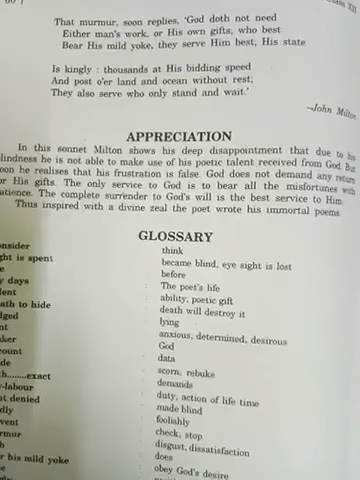 That murmur, soon replies, 'God doth not need
Either man's work, or His own gifts, who best
Bear His mild yoke, they serve Him best, His state
Is kingly : thousands at His bidding speed
And post o'er land and ocean without rest;
They also serve who only stand and wait.'
–John Milton
APPRECIATION
In this sonnet Milton shows his deep disappointment that due to his
lindness he is not able to make use of his poetic talent received from God. But
oon he realises that his frustration is false. God does not demand any return
or His gifts. The only service to God is to bear all the misfortunes with
atience. The complete surrender to God's will is the best service to Him.
Thus inspired with a divine zeal the poet wrote his immortal poems.
GLOSSARY
onsider think
ght is spent became blind, eye sight is lost
e before
y days The poet's life
lent ability, poetic gift
ath to hide death will destroy it
dged lying
nt anxious, determined, desirous
ker God
count data
de scorn, rebuke
h........exact demands
y-labour duty, action of life time
t denied made blind
dly foolishly
vent check, stop
rmur disgust, dissatisfaction
h does
r his mild yoke obey God's desire